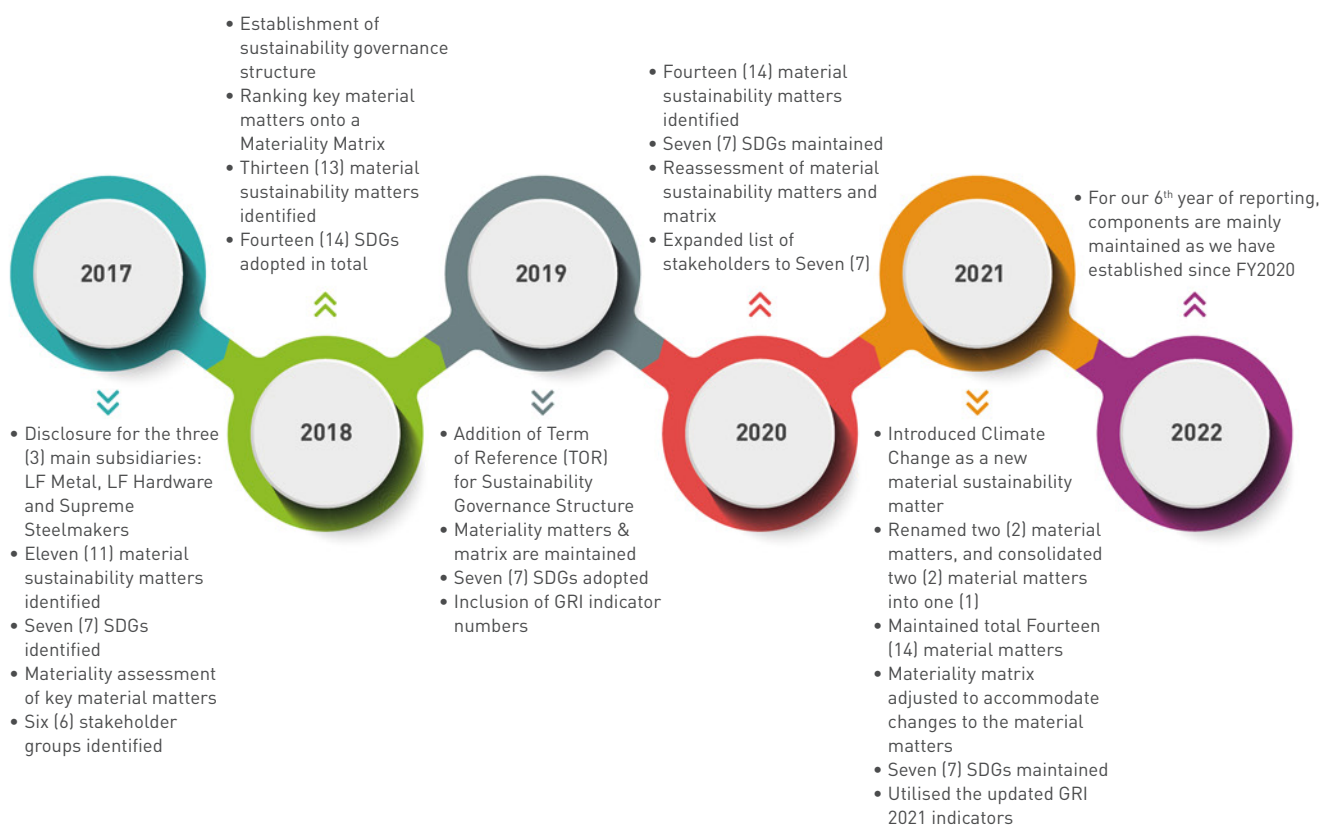 2017
• Disclosure for the three
(3) main subsidiaries:
LF Metal, LF Hardware
and Supreme
Steelmakers
• Eleven (11) material
sustainability matters
identified
• Seven (7) SDGs
identified
• Materiality assessment
of key material matters
• Six (6) stakeholder
groups identified
• Establishment of
sustainability governance
structure
• Ranking key material
matters onto a
Materiality Matrix
• Thirteen (13) material
sustainability matters
identified
• Fourteen (14) SDGs
adopted in total
2018
2019
• Addition of Term
of Reference (TOR)
for Sustainability
Governance Structure
• Materiality matters &
matrix are maintained
• Seven (7) SDGs adopted
• Inclusion of GRI indicator
numbers
• Fourteen (14) material
sustainability matters
identified
• Seven (7) SDGs maintained
• Reassessment of material
sustainability matters and
matrix
• Expanded list of
stakeholders to Seven (7)
2020
2021
• Introduced Climate
Change as a new
material sustainability
matter
• Renamed two (2) material
matters, and consolidated
two (2) material matters
into one (1)
• Maintained total Fourteen
(14) material matters
• Materiality matrix
adjusted to accommodate
changes to the material
matters
• Seven (7) SDGs maintained
• Utilised the updated GRI
2021 indicators
• For our 6th year of reporting,
components are mainly
maintained as we have
established since FY2020
2022